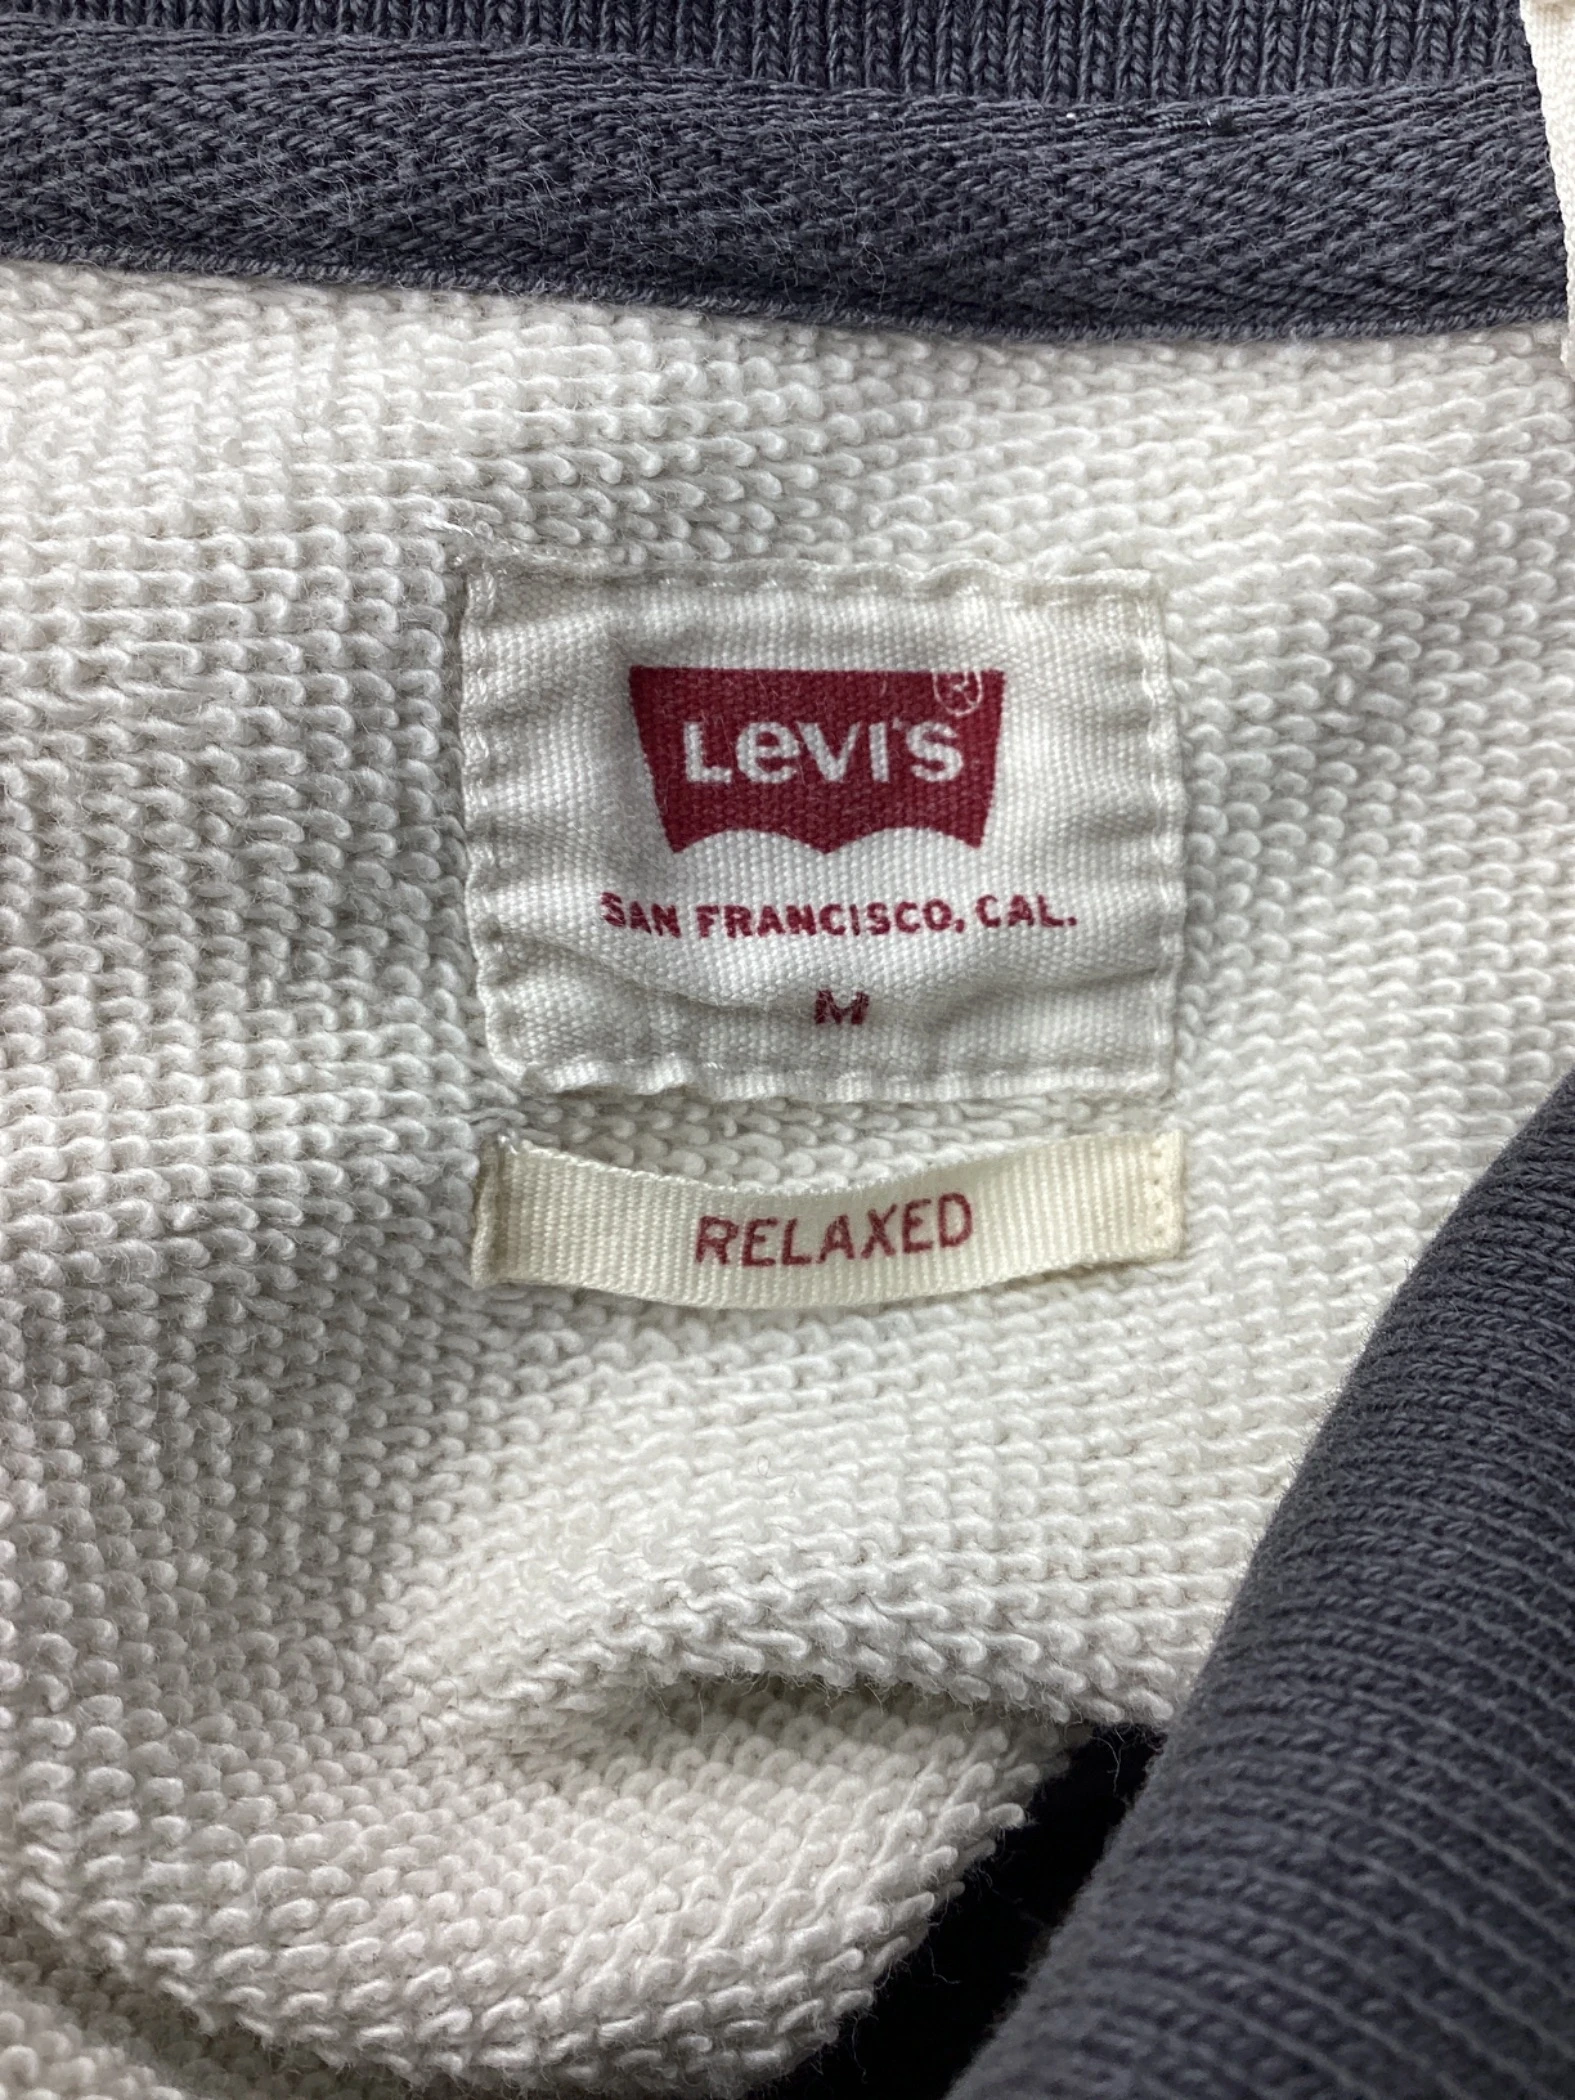 LEVI'S®
SAN FRANCISCO, CAL.
M
RELAXED